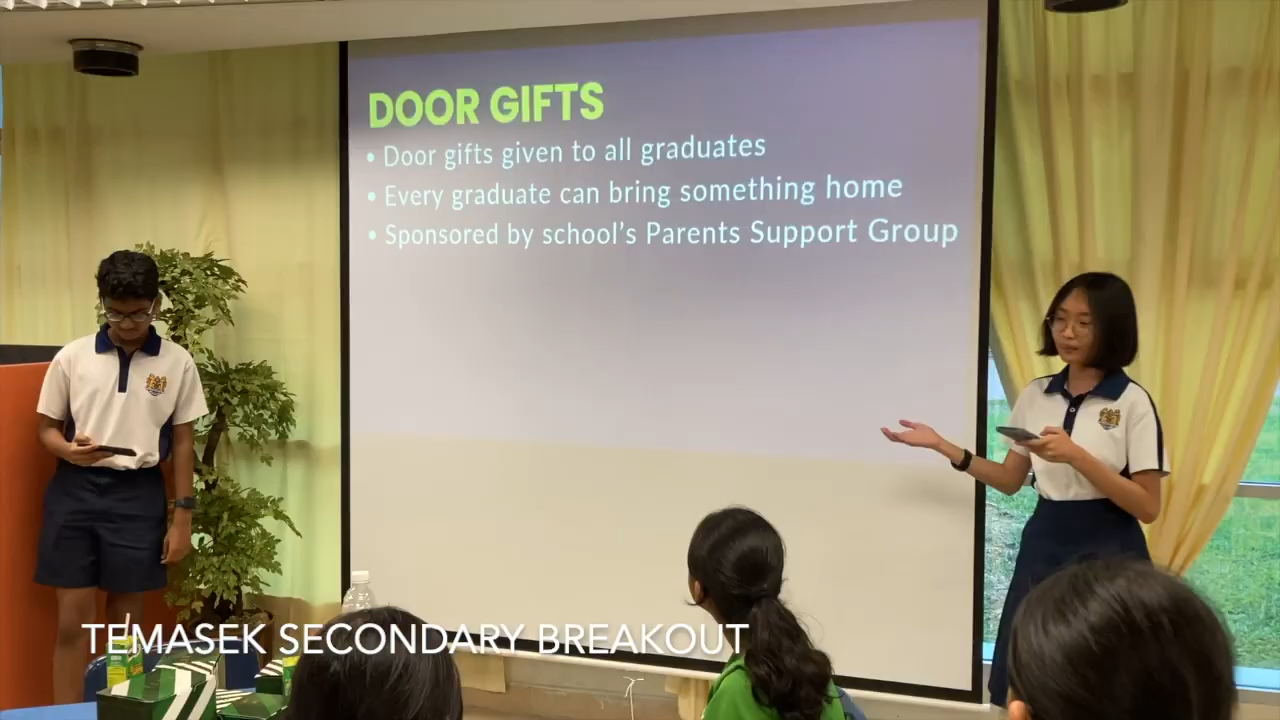 DOOR GIFTS
• Door gifts given to all graduates
• Every graduate can bring something home
• Sponsored by school's Parents Support Group
TEMASEK SECONDARY BREAKOUT